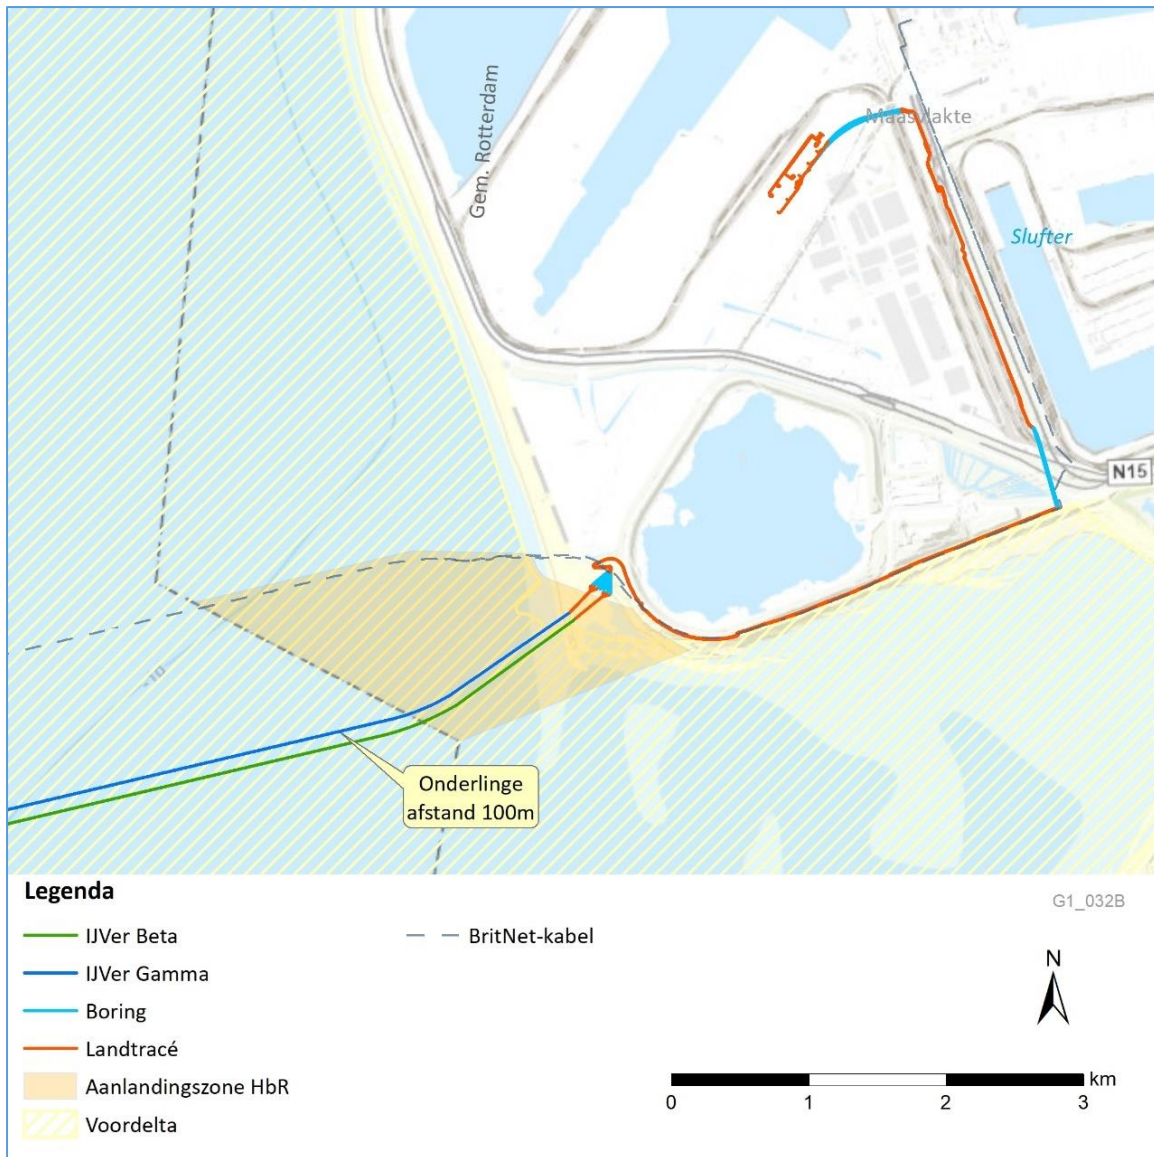 Gem. Rotterdam
Maasvlakte
Slufter
N15
-10
Onderlinge
afstand 100m
Legenda
G1_032B
IJVer Beta
BritNet-kabel
IJVer Gamma
N
Boring
Landtracé
Aanlandingszone HbR
km
0 1 2 3
Voordelta